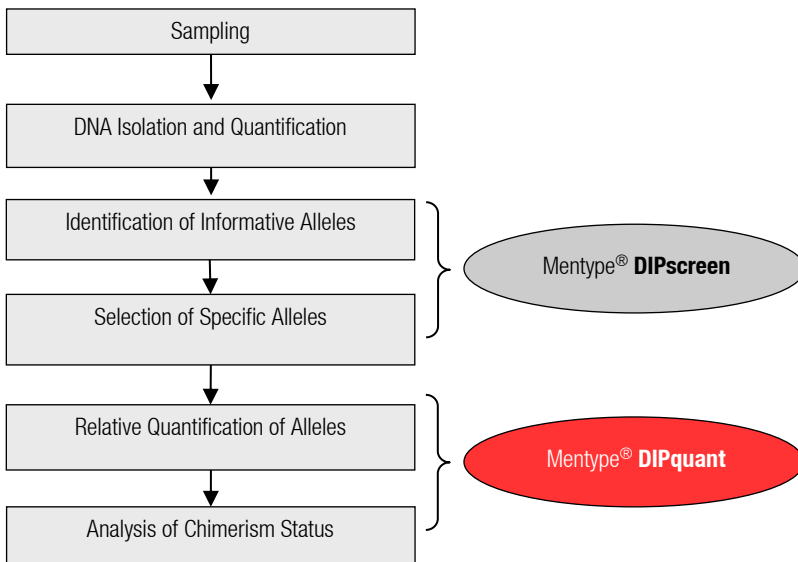 Sampling
DNA Isolation and Quantification
Identification of Informative Alleles
Mentype® DIPscreen
Selection of Specific Alleles
Relative Quantification of Alleles
Mentype® DIPquant
Analysis of Chimerism Status